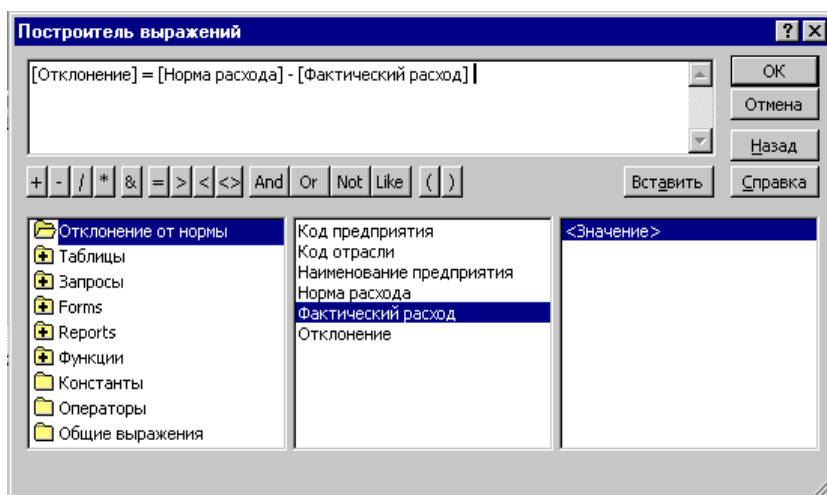 Построитель выражений ? X
[Отклонение] = [Норма расхода] - [Фактический расход]
ОК
Отмена
Назад
+ - / * & = > < <> And Or Not Like ( ) Вставить Справка
Отклонение от нормы
Таблицы
Запросы
Forms
Reports
Функции
Константы
Операторы
Общие выражения
Код предприятия
Код отрасли
Наименование предприятия
Норма расхода
Фактический расход
Отклонение
<Значение>